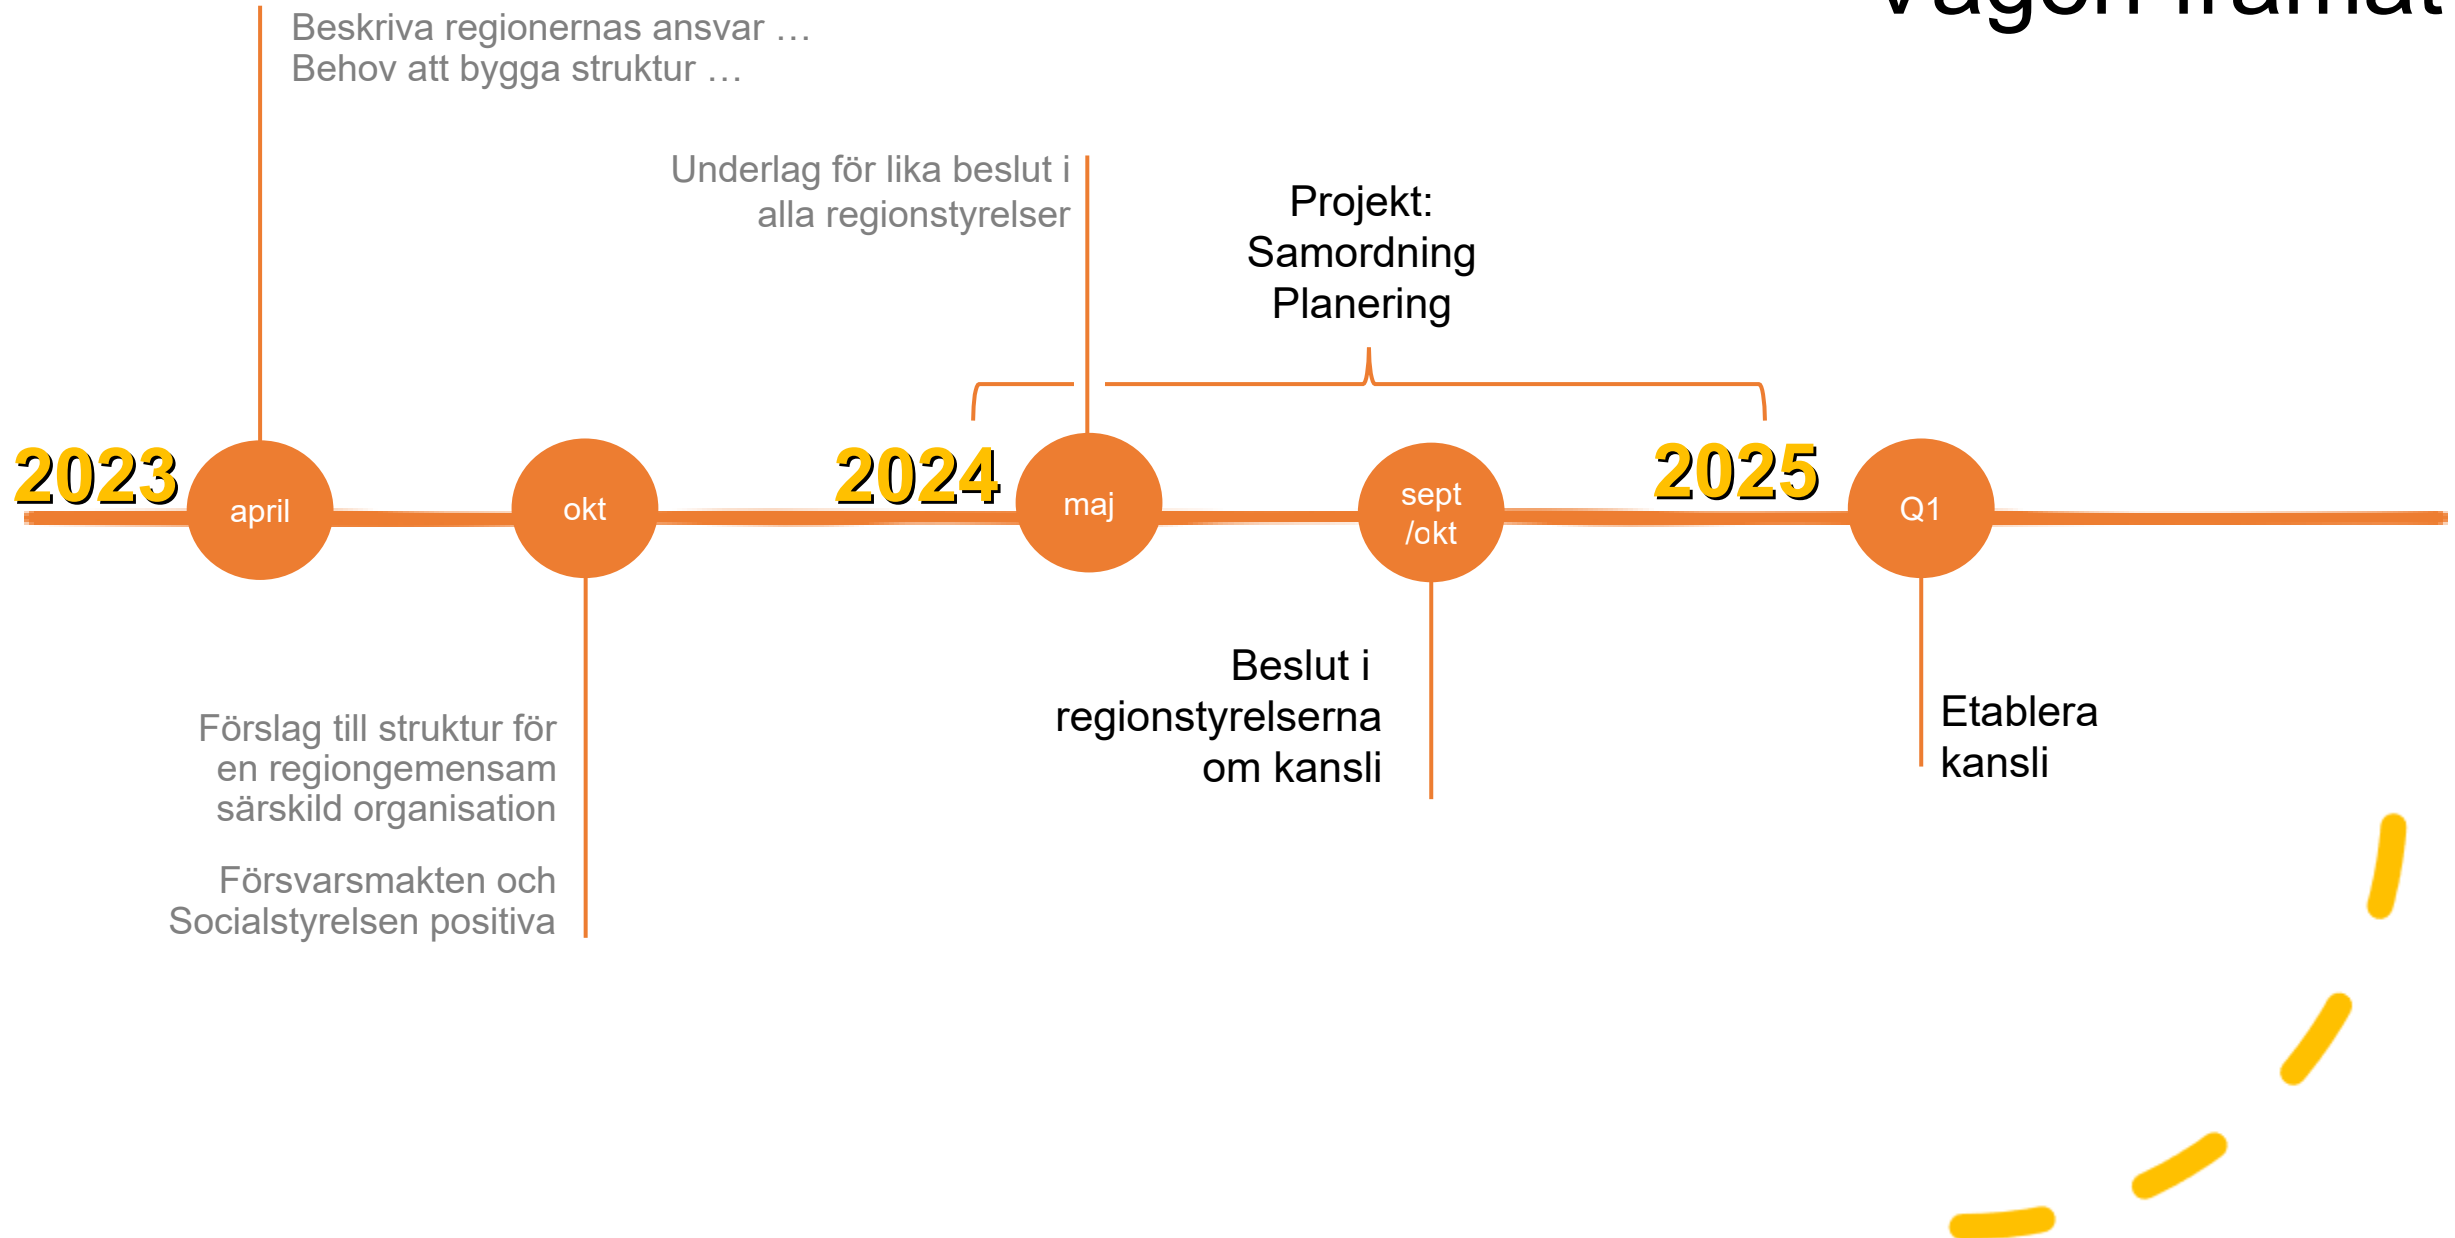 Vägen framåt
Beskriva regionernas ansvar …
Behov att bygga struktur …
Underlag för lika beslut i
alla regionstyrelser
Projekt:
Samordning
Planering
2023
april
okt
2024
maj
sept
/okt
2025
Q1
Förslag till struktur för
en regiongemensam
särskild organisation
Försvarsmakten och
Socialstyrelsen positiva
Beslut i
regionstyrelserna
om kansli
Etablera
kansli